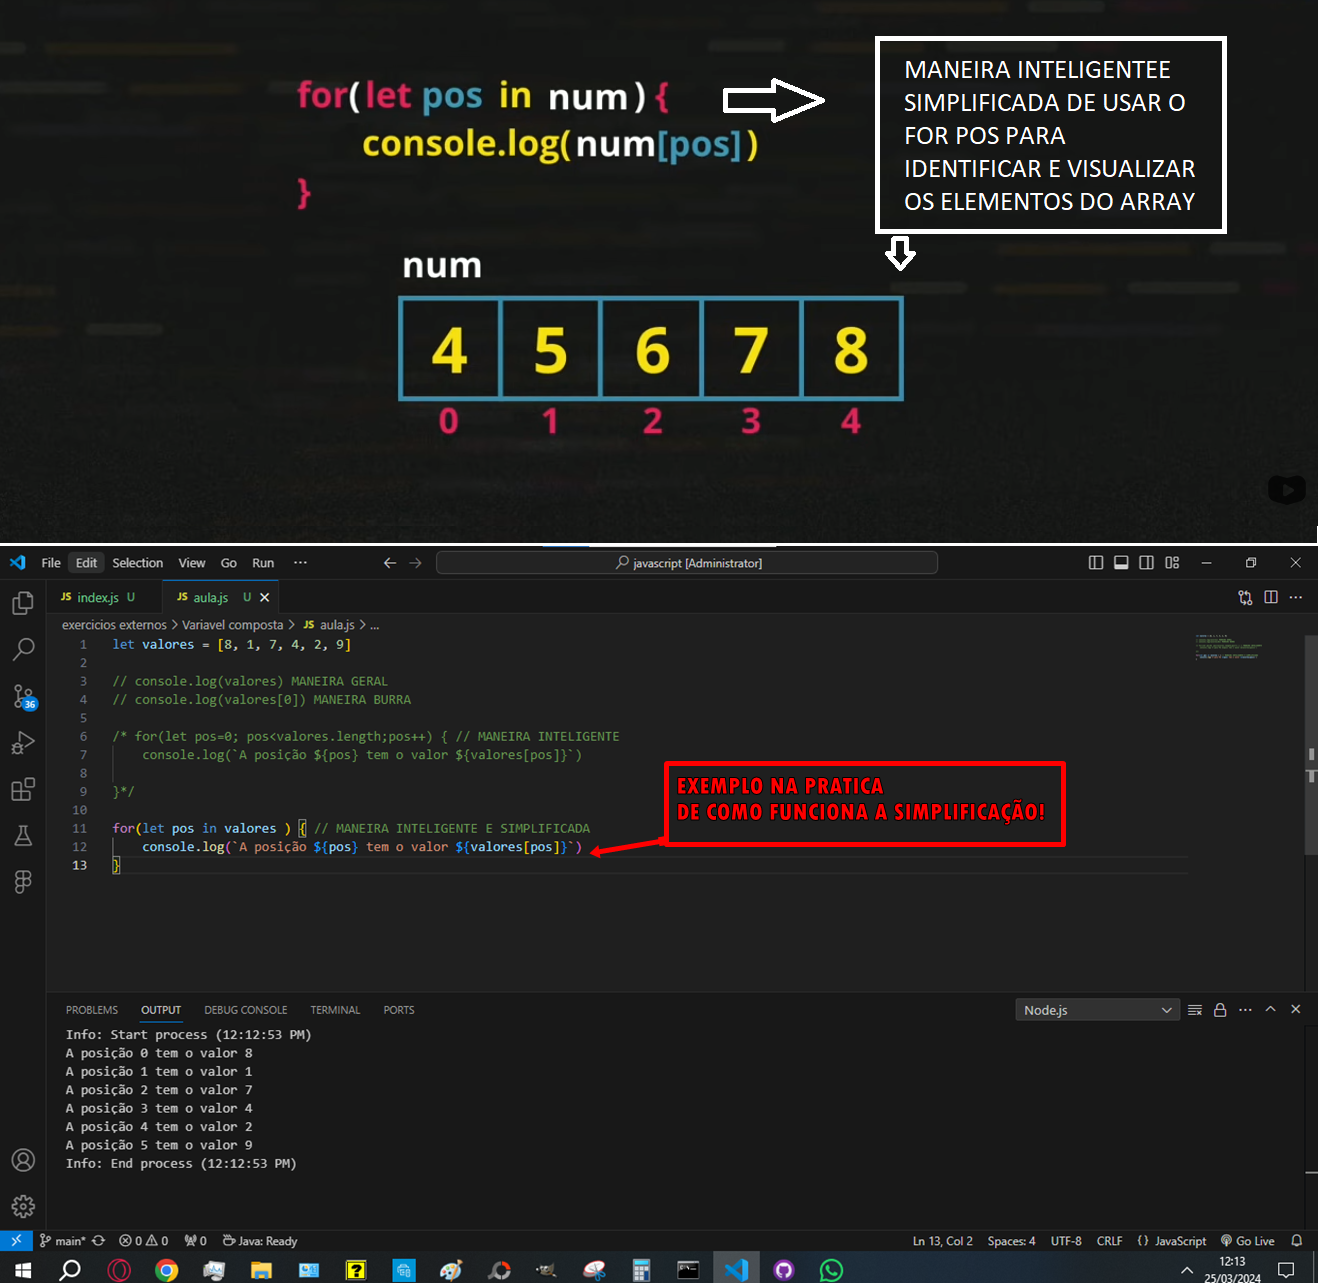 for(let pos in num) {
console.log(num[pos])
}
MANEIRA INTELIGENTEE
SIMPLIFICADA DE USAR O
FOR POS PARA
IDENTIFICAR E VISUALIZAR
OS ELEMENTOS DO ARRAY
num
4 5 6 7 8
0 1 2 3 4
File Edit Selection View Go Run ···
javascript [Administrator]
JS index.js U
JS aula.js U
exercicios externos > Variavel composta > JS aula.js > ...
1 let valores = [8, 1, 7, 4, 2, 9]
2
3 // console.log(valores) MANEIRA GERAL
4 // console.log(valores[0]) MANEIRA BURRA
5
6 /* for(let pos=0; pos<valores.length;pos++) { // MANEIRA INTELIGENTE
7 console.log(`A posição ${pos} tem o valor ${valores[pos]}`)
8
9 }*/
10
11 for(let pos in valores ) { // MANEIRA INTELIGENTE E SIMPLIFICADA
12 console.log(`A posição ${pos} tem o valor ${valores[pos]}`)
13 }
EXEMPLO NA PRATICA
DE COMO FUNCIONA A SIMPLIFICAÇÃO!
36
PROBLEMS OUTPUT DEBUG CONSOLE TERMINAL PORTS
Node.js
Info: Start process (12:12:53 PM)
A posição 0 tem o valor 8
A posição 1 tem o valor 1
A posição 2 tem o valor 7
A posição 3 tem o valor 4
A posição 4 tem o valor 2
A posição 5 tem o valor 9
Info: End process (12:12:53 PM)
main* 0 0 0 Java: Ready
Ln 13, Col 2 Spaces: 4 UTF-8 CRLF {} JavaScript Go Live
12:13
25/03/2024